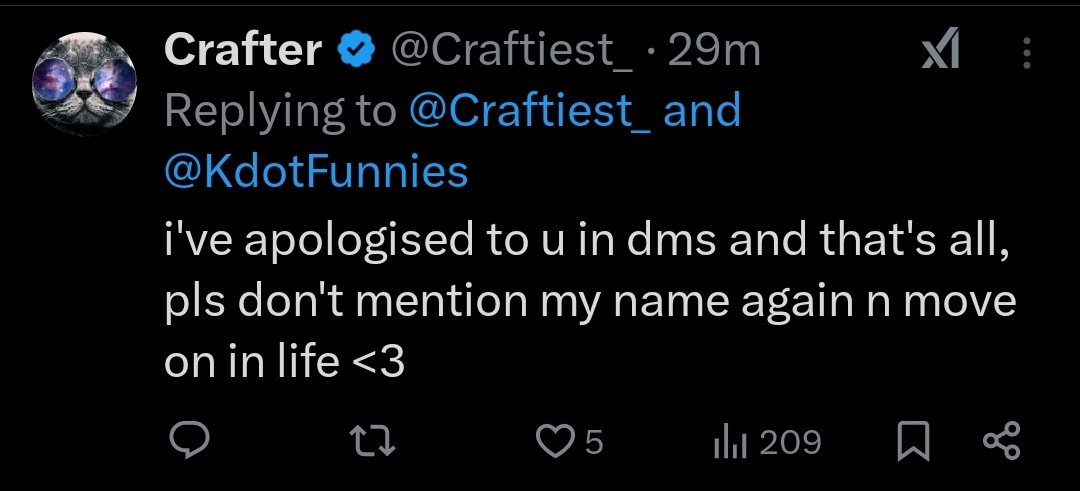 Crafter @Craftiest_ · 29m
Replying to @Craftiest_ and
@KdotFunnies
i've apologised to u in dms and that's all,
pls don't mention my name again n move
on in life <3
5 209